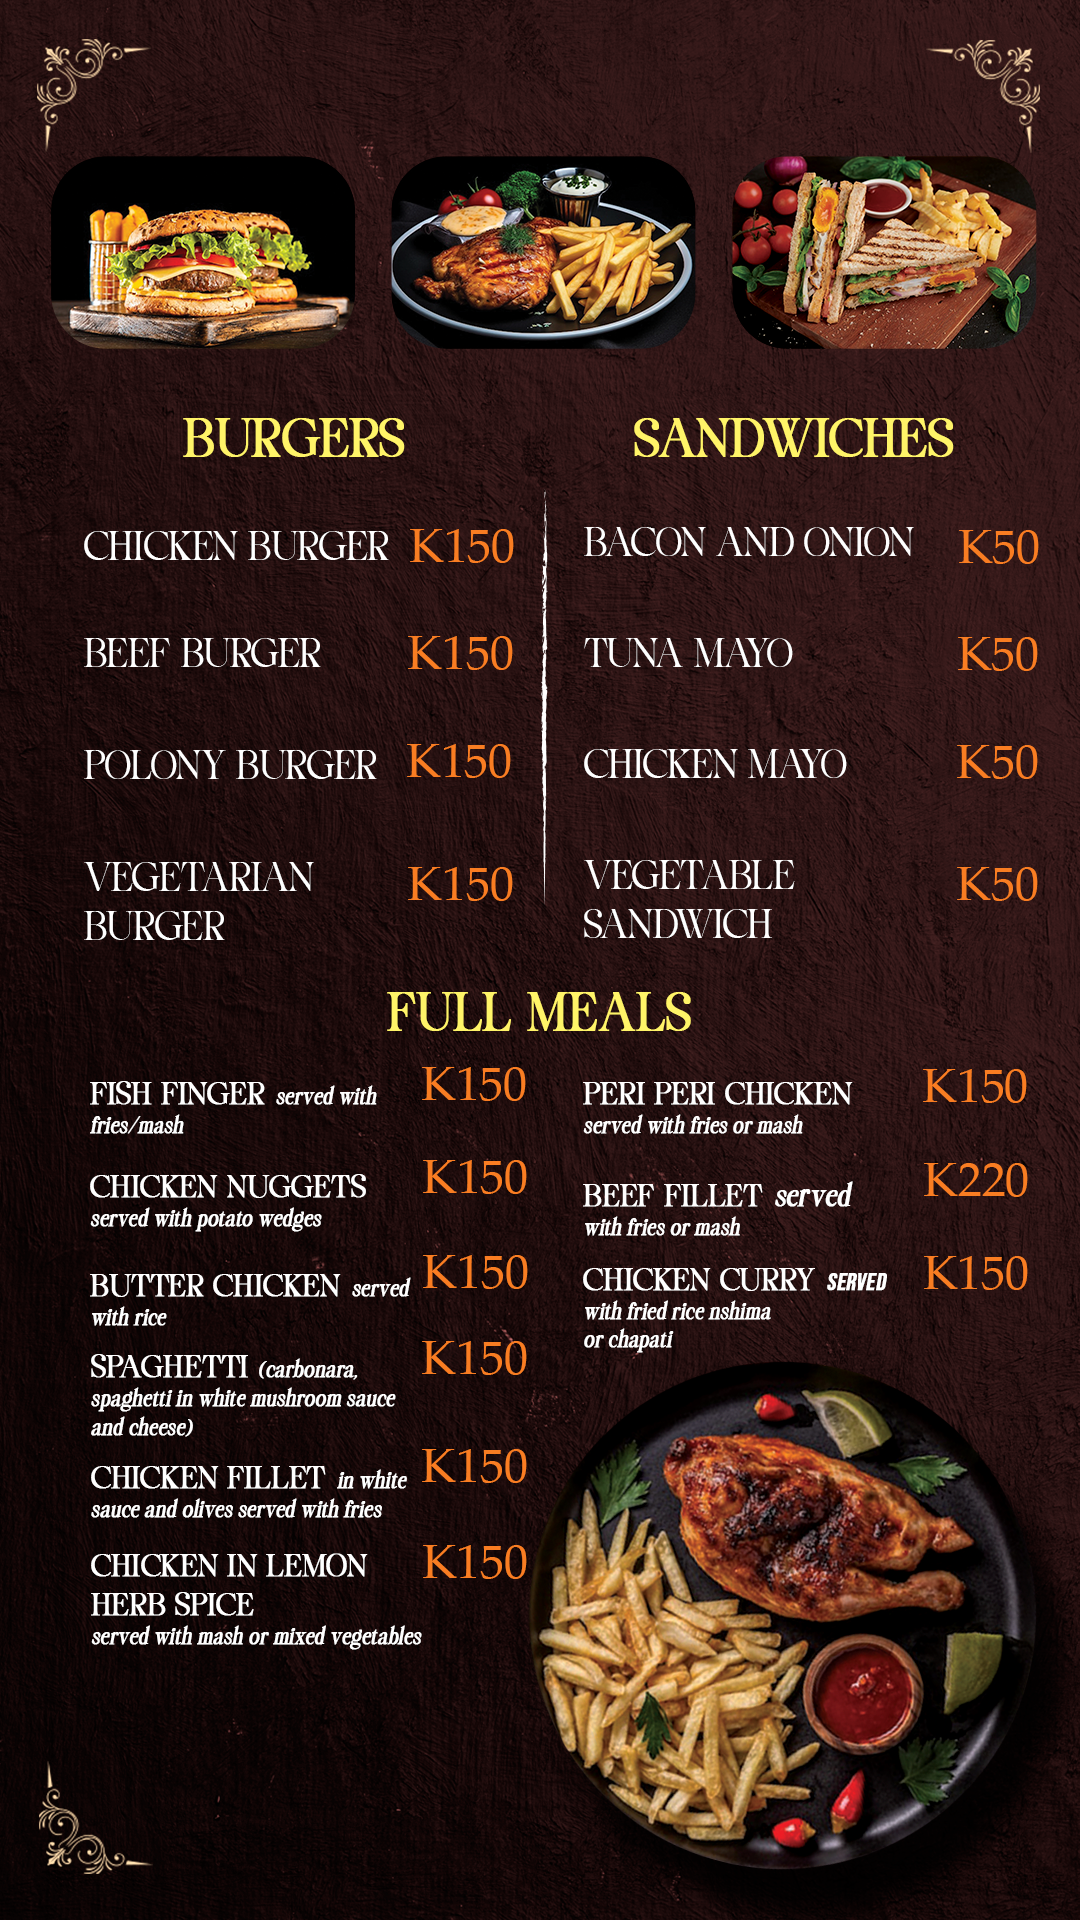 BURGERS
CHICKEN BURGER K150
BEEF BURGER K150
POLONY BURGER K150
VEGETARIAN K150
BURGER
SANDWICHES
BACON AND ONION K50
TUNA MAYO K50
CHICKEN MAYO K50
VEGETABLE K50
SANDWICH
FULL MEALS
FISH FINGER served with K150
fries/mash
CHICKEN NUGGETS K150
served with potato wedges
BUTTER CHICKEN served K150
with rice
SPAGHETTI (carbonara, K150
spaghetti in white mushroom sauce
and cheese)
CHICKEN FILLET in white K150
sauce and olives served with fries
CHICKEN IN LEMON K150
HERB SPICE
served with mash or mixed vegetables
PERI PERI CHICKEN K150
served with fries or mash
BEEF FILLET served K220
with fries or mash
CHICKEN CURRY SERVED K150
with fried rice nshima
or chapati